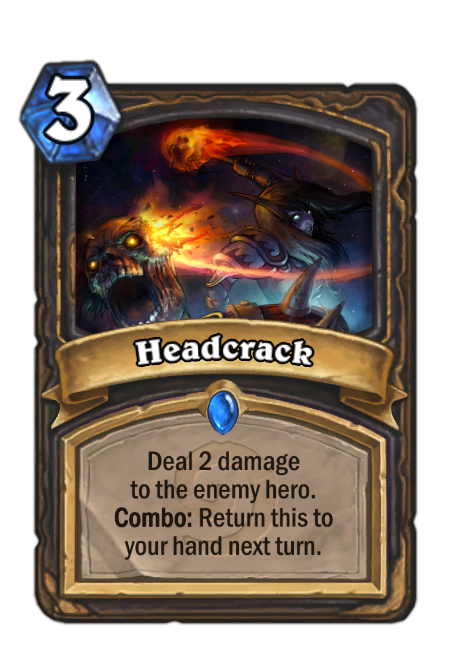 3
Headcrack
Deal 2 damage
to the enemy hero.
Combo: Return this to
your hand next turn.